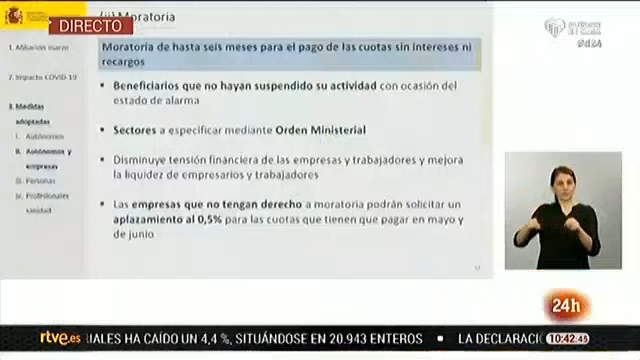 DIRECTO
(ii) Moratoria
1. Afiliación marzo
2. Impacto COVID-19
3. Medidas
adoptadas
I. Autónomos
II. Autónomos y
empresas
III. Personas
IV. Profesionales
sanidad
Moratoria de hasta seis meses para el pago de las cuotas sin intereses ni
recargos
• Beneficiarios que no hayan suspendido su actividad con ocasión del
estado de alarma
• Sectores a especificar mediante Orden Ministerial
• Disminuye tensión financiera de las empresas y trabajadores y mejora
la liquidez de empresarios y trabajadores
• Las empresas que no tengan derecho a moratoria podrán solicitar un
aplazamiento al 0,5% para las cuotas que tienen que pagar en mayo y
de junio
24h
rtve.es
RIALES HA CAÍDO UN 4,4 %, SITUÁNDOSE EN 20.943 ENTEROS • LA DECLARACI
10:42:45